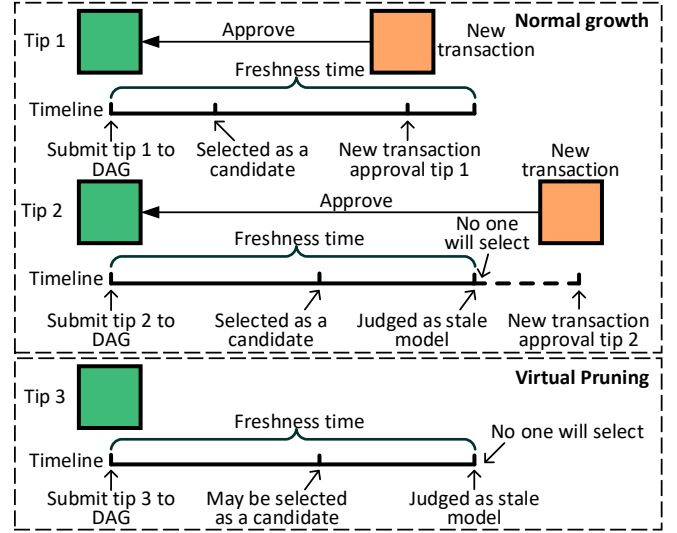 Normal growth
Tip 1
Approve
New
transaction
Freshness time
Timeline
Submit tip 1 to
DAG
Selected as a
candidate
New transaction
approval tip 1
New
transaction
Tip 2
Approve
No one
will select
Freshness time
Timeline
Submit tip 2 to
DAG
Selected as a
candidate
Judged as stale
model
New transaction
approval tip 2
Virtual Pruning
Tip 3
Freshness time
No one will select
Timeline
Submit tip 3 to
DAG
May be selected
as a candidate
Judged as stale
model